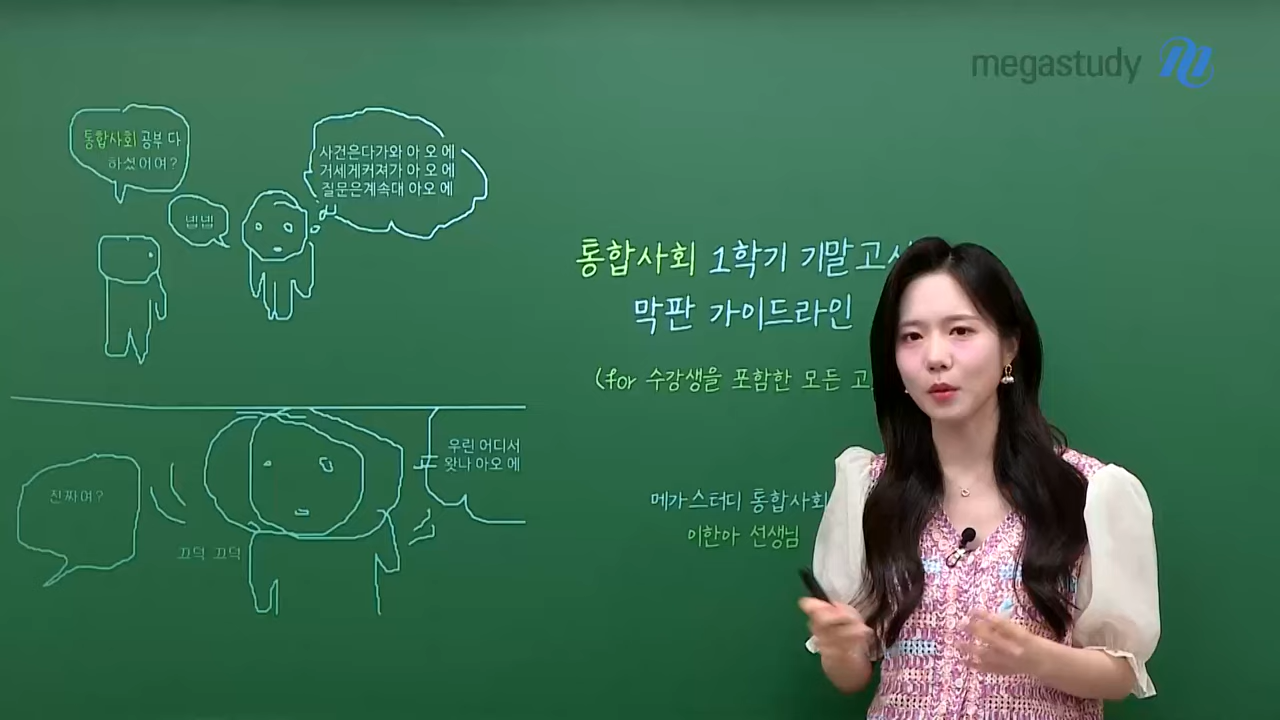 megastudy
통합사회 공부 다
하셨어여?
넵넵
사건은다가와 아 오 에
거세게커져가 아 오 에
질문은계속대 아오 에
통합사회 1학기 기말고사
막판 가이드라인
(for 수강생을 포함한 모든 고
메가스터디 통합사회
이한아 선생님
진짜여?
끄덕 끄덕
우린 어디서
왓나 아오 에